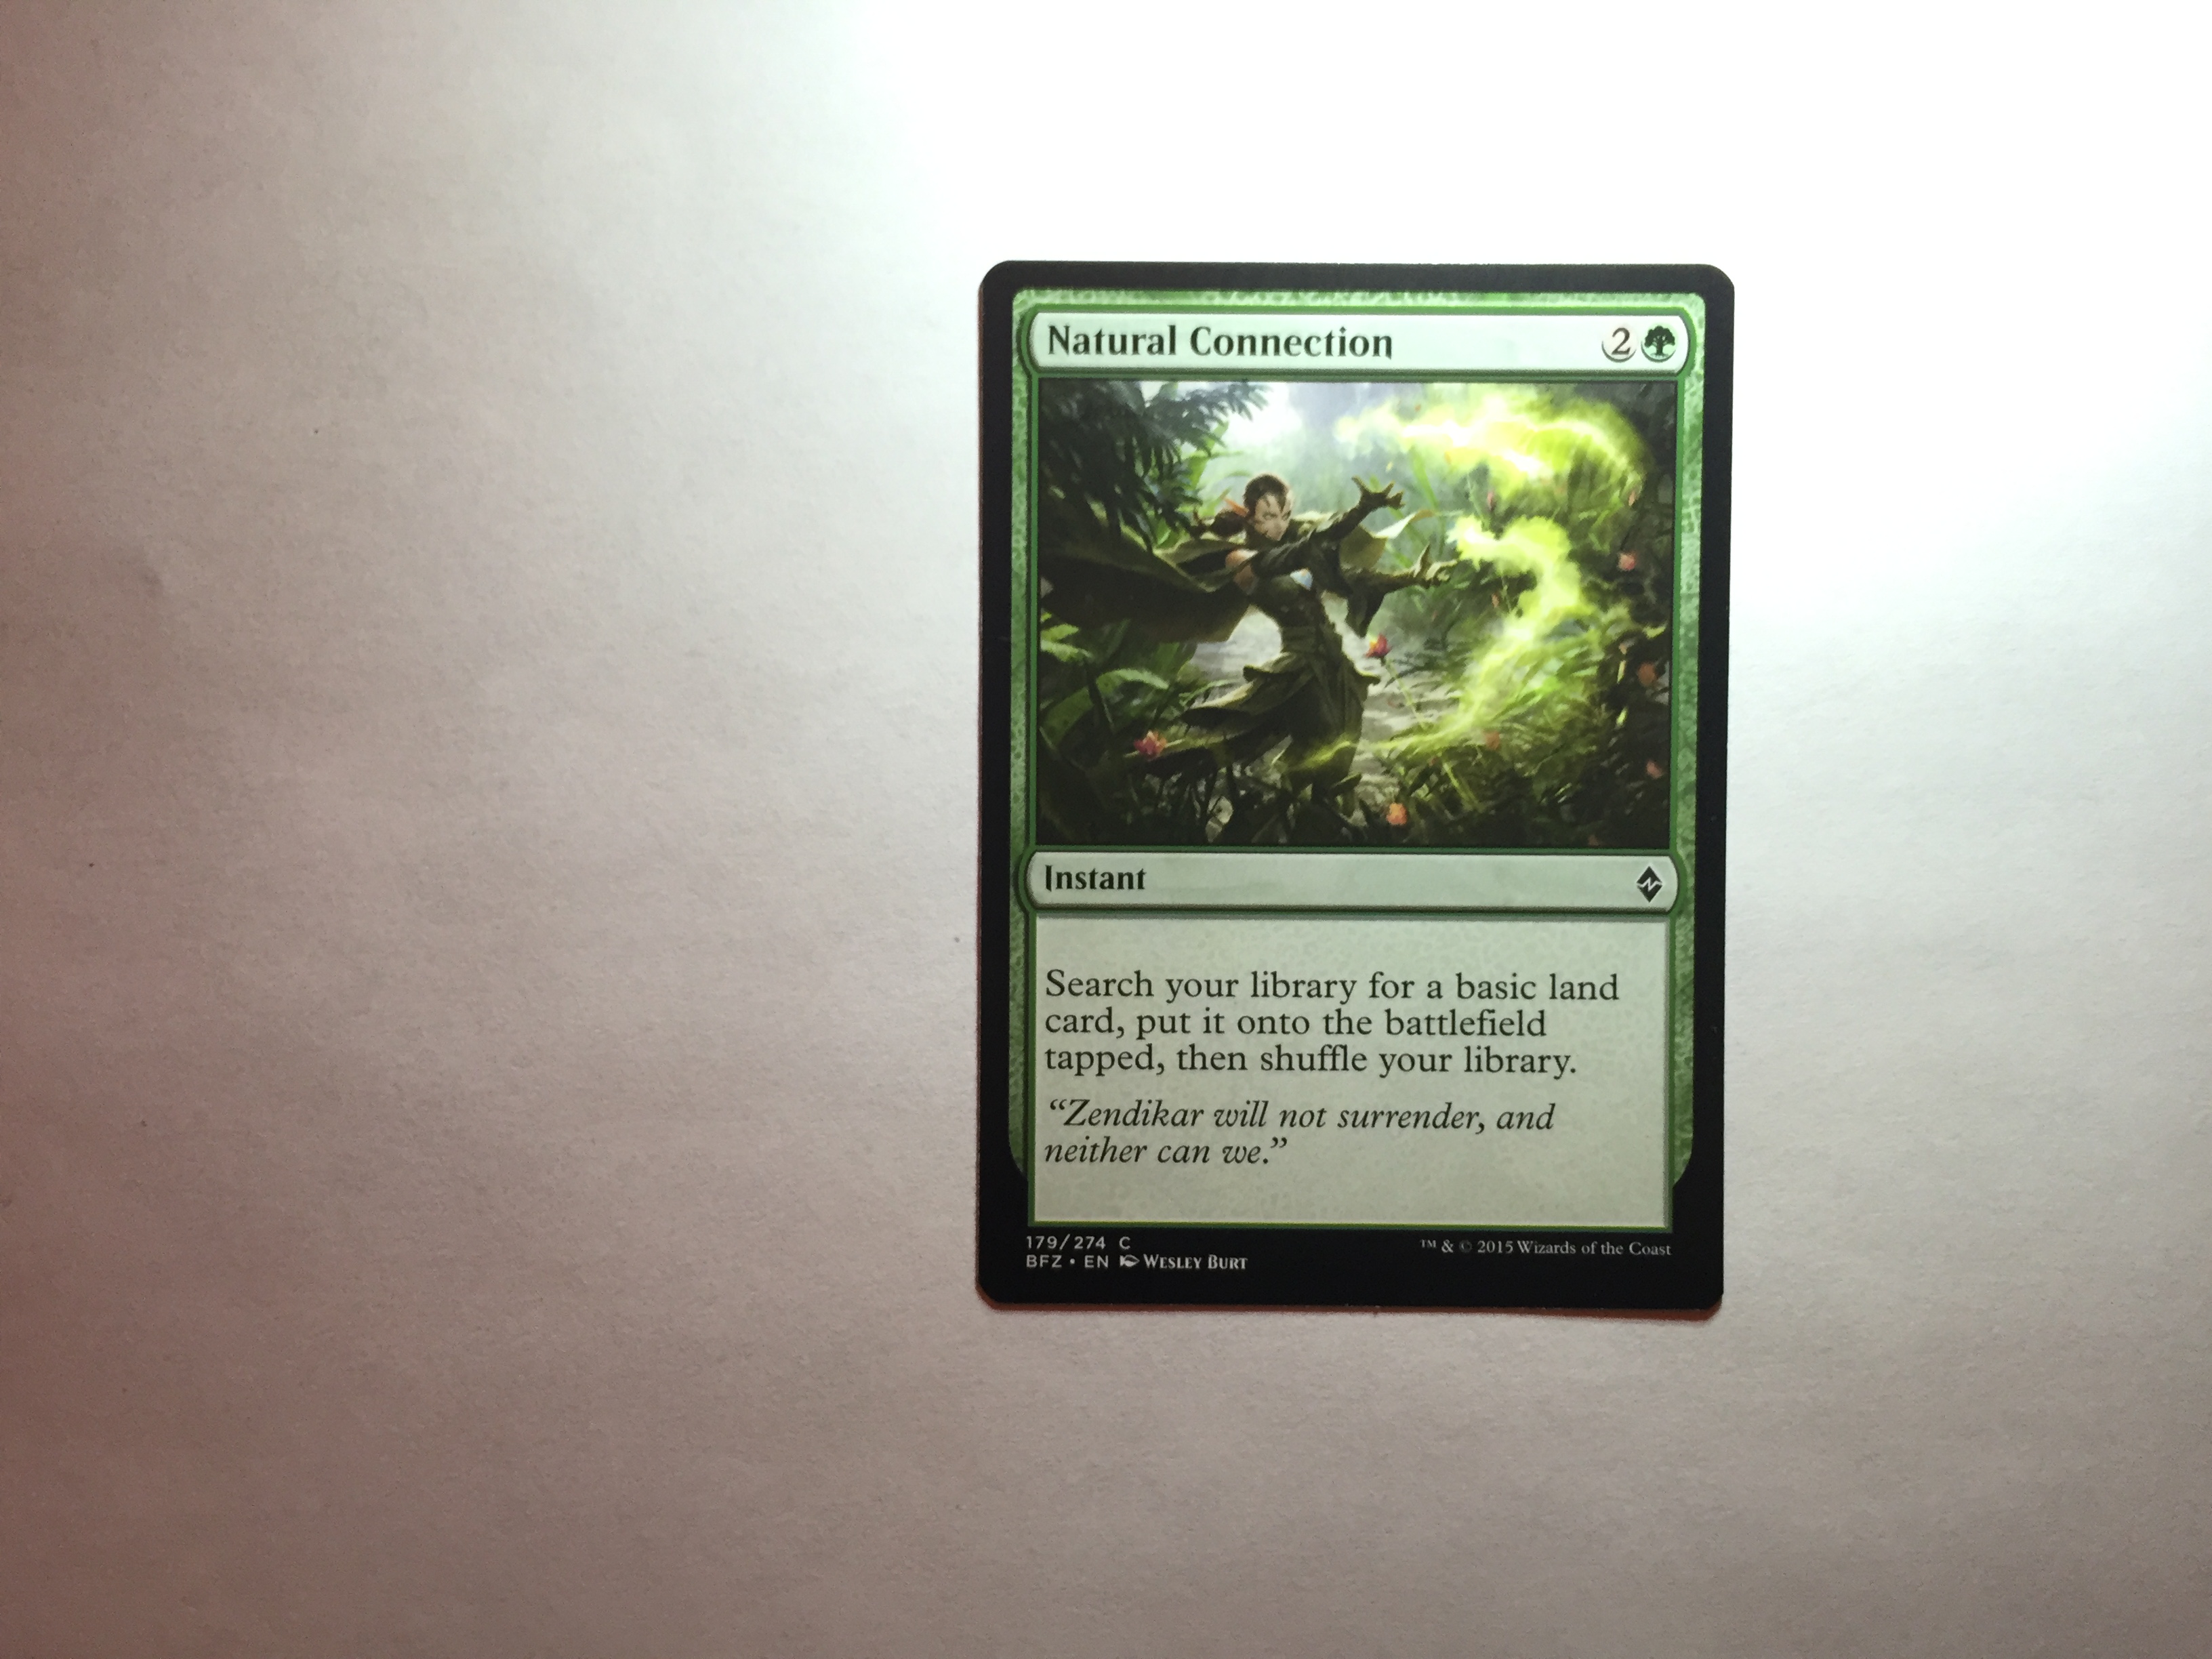 Natural Connection 2
Instant
Search your library for a basic land
card, put it onto the battlefield
tapped, then shuffle your library.
“Zendikar will not surrender, and
neither can we.”
179/274 C
BFZ • EN Wesley Burt
™ & © 2015 Wizards of the Coast